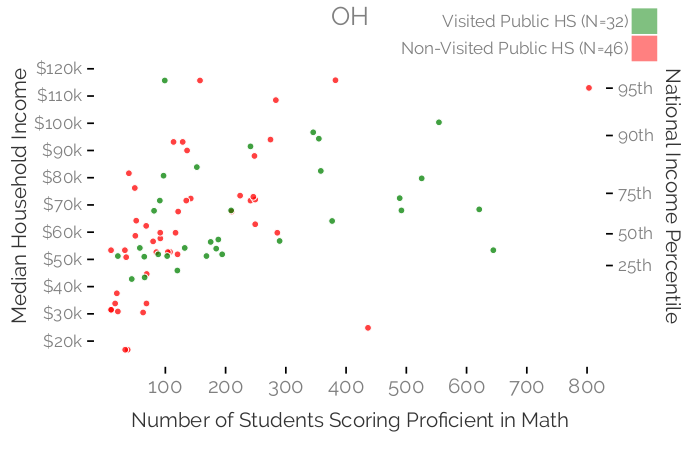 OH
Visited Public HS (N=32)
Non-Visited Public HS (N=46)
Median Household Income
$120k
$110k
$100k
$90k
$80k
$70k
$60k
$50k
$40k
$30k
$20k
95th
90th
75th
50th
25th
National Income Percentile
100 200 300 400 500 600 700 800
Number of Students Scoring Proficient in Math